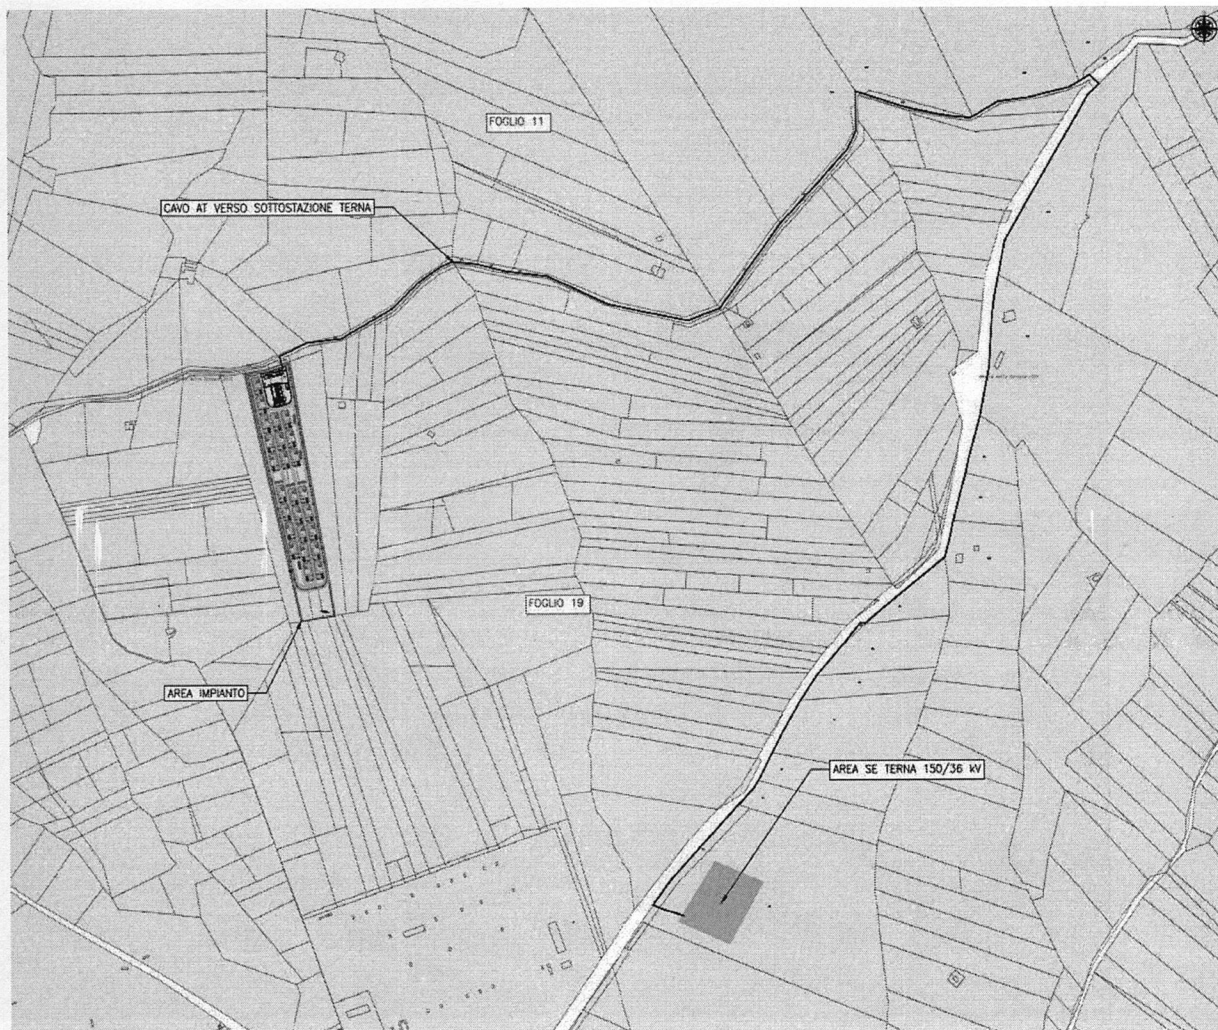 FOGLIO 11
CAVO AT VERSO SOTTOSTAZIONE TERNA
FOGLIO 19
AREA IMPIANTO
AREA SE TERNA 150/36 kV